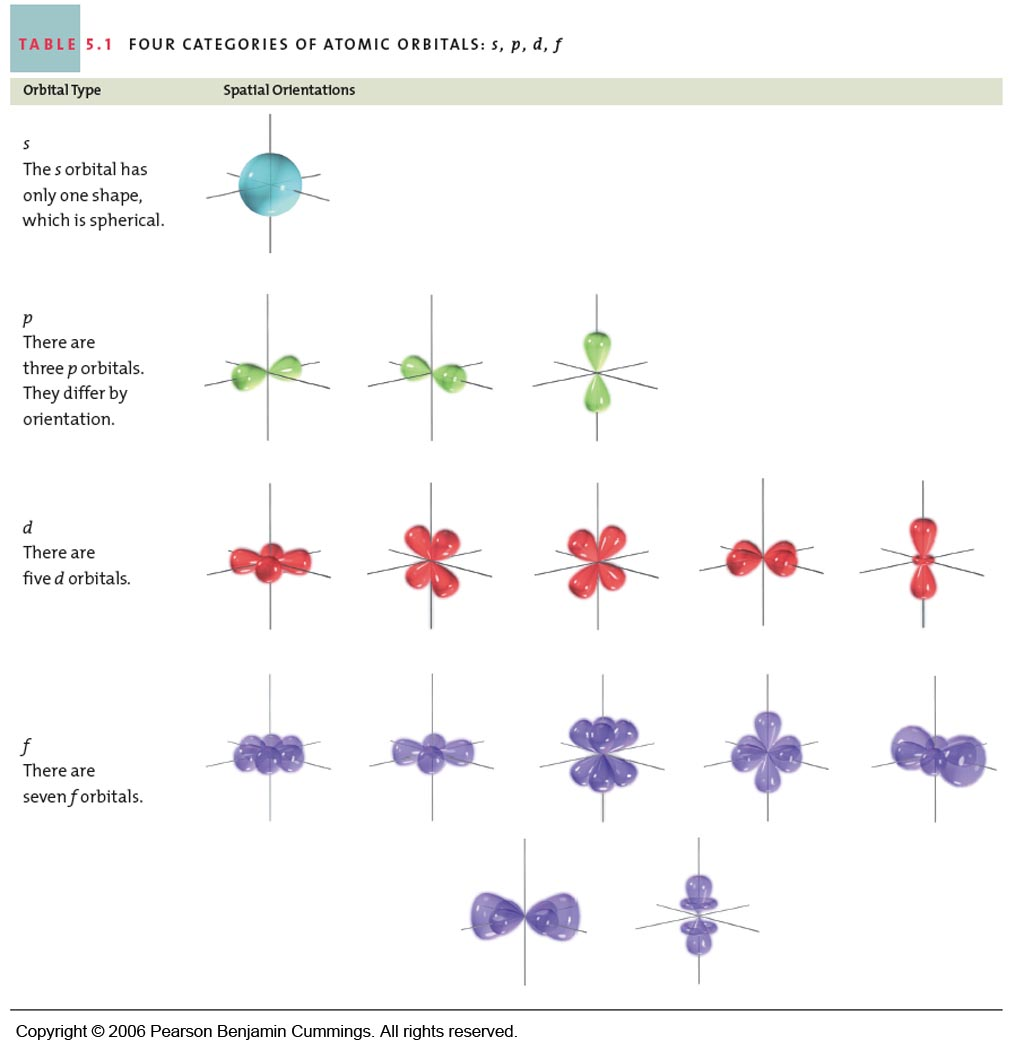 TABLE 5.1 FOUR CATEGORIES OF ATOMIC ORBITALS: s, p, d, f
Orbital Type Spatial Orientations
s
The s orbital has
only one shape,
which is spherical.
p
There are
three p orbitals.
They differ by
orientation.
d
There are
five d orbitals.
f
There are
seven f orbitals.
Copyright © 2006 Pearson Benjamin Cummings. All rights reserved.